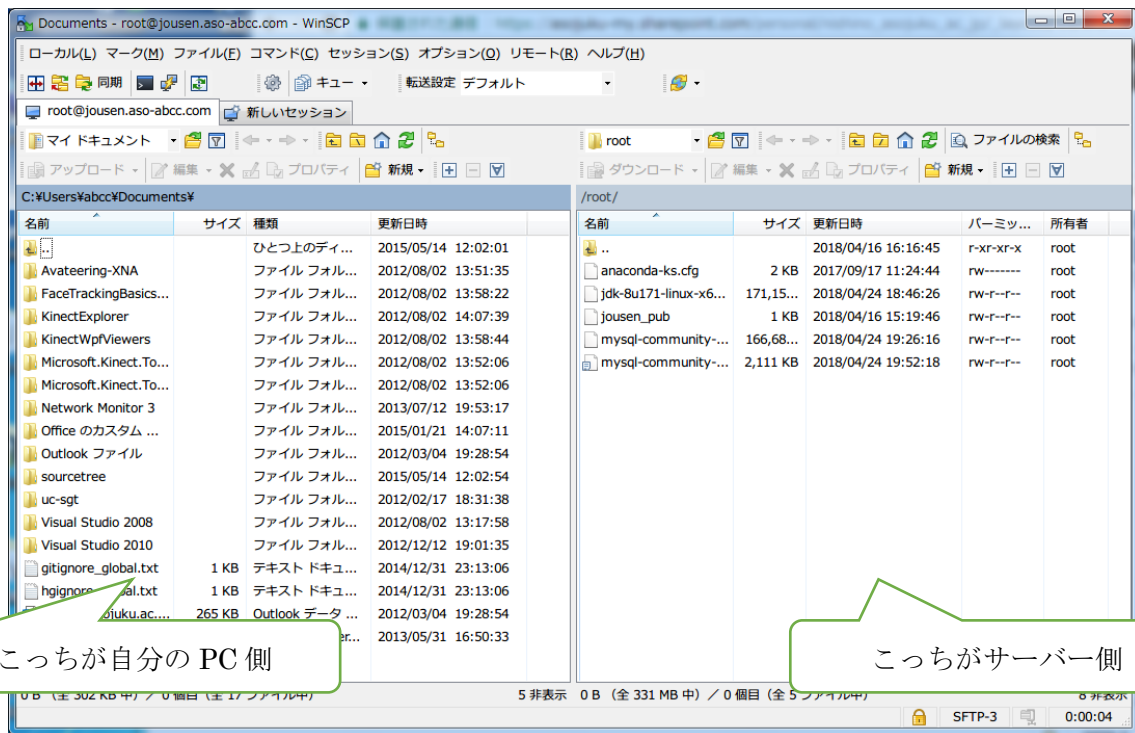 Documents - root@jousen.aso-abcc.com - WinSCP
ローカル(L) マーク(M) ファイル(F) コマンド(C) セッション(S) オプション(O) リモート(R) ヘルプ(H)
同期 キュー 転送設定 デフォルト
root@jousen.aso-abcc.com 新しいセッション
マイ ドキュメント root ファイルの検索
アップロード 編集 プロパティ 新規 ダウンロード 編集 プロパティ 新規
C:¥Users¥abcc¥Documents¥ /root/
名前 サイズ 種類 更新日時 名前 サイズ 更新日時 パーミッ... 所有者
.. ひとつ上のディ... 2015/05/14 12:02:01 .. 2018/04/16 16:16:45 r-xr-xr-x root
Avateering-XNA ファイル フォル... 2012/08/02 13:51:35 anaconda-ks.cfg 2 KB 2017/09/17 11:24:44 rw------- root
FaceTrackingBasics... ファイル フォル... 2012/08/02 13:58:22 jdk-8u171-linux-x6... 171,15... 2018/04/24 18:46:26 rw-r--r-- root
KinectExplorer ファイル フォル... 2012/08/02 14:07:39 jousen_pub 1 KB 2018/04/16 15:19:46 rw-r--r-- root
KinectWpfViewers ファイル フォル... 2012/08/02 13:58:44 mysql-community-... 166,68... 2018/04/24 19:26:16 rw-r--r-- root
Microsoft.Kinect.To... ファイル フォル... 2012/08/02 13:52:06 mysql-community-... 2,111 KB 2018/04/24 19:52:18 rw-r--r-- root
Microsoft.Kinect.To... ファイル フォル... 2012/08/02 13:52:06
Network Monitor 3 ファイル フォル... 2013/07/12 19:53:17
Office のカスタム ... ファイル フォル... 2015/01/21 14:07:11
Outlook ファイル ファイル フォル... 2012/03/04 19:28:54
sourcetree ファイル フォル... 2015/05/14 12:02:54
uc-sgt ファイル フォル... 2012/02/17 18:31:38
Visual Studio 2008 ファイル フォル... 2012/08/02 13:17:58
Visual Studio 2010 ファイル フォル... 2012/12/12 19:01:35
gitignore_global.txt 1 KB テキスト ドキュ... 2014/12/31 23:13:06
1 KB テキスト ドキュ... 2014/12/31 23:13:06
265 KB Outlook データ ... 2012/03/04 19:28:54
2013/05/31 16:50:33
こっちが自分の PC 側 こっちがサーバー側
5 非表示 0 B (全 331 MB 中) / 0 個目 (全 5
SFTP-3 0:00:04